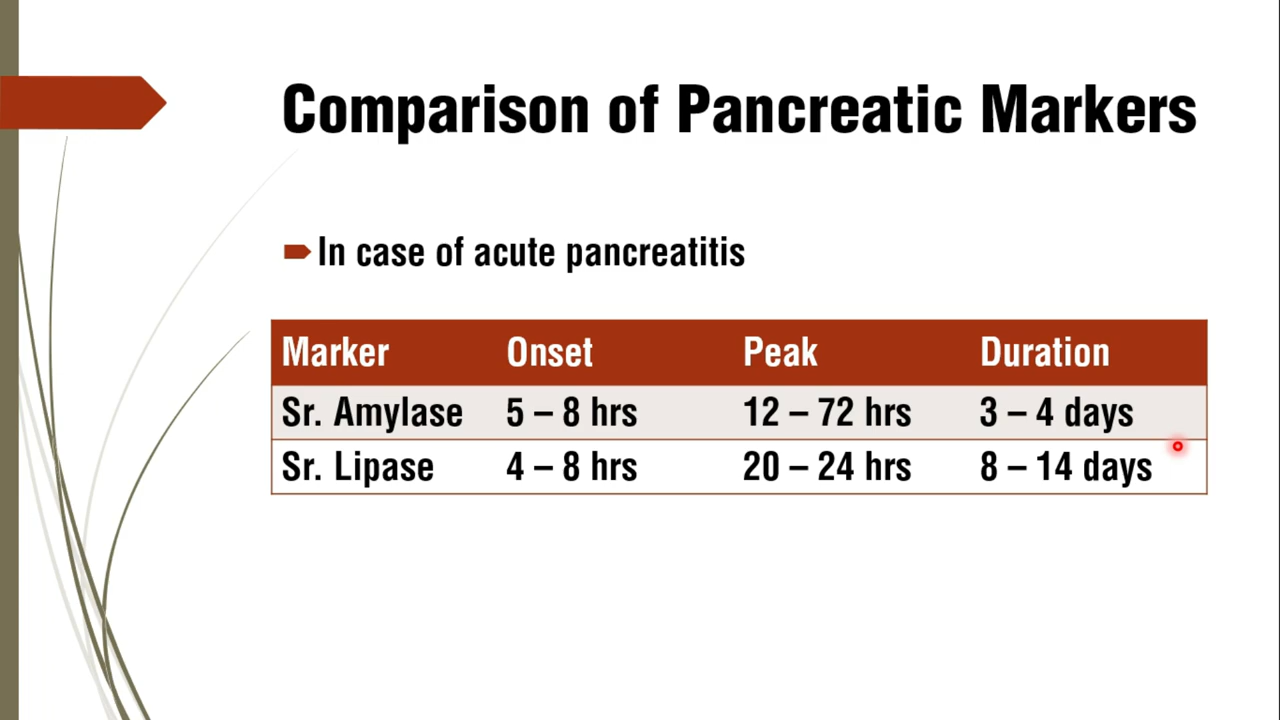 Comparison of Pancreatic Markers
In case of acute pancreatitis
Marker Onset Peak Duration
Sr. Amylase 5 – 8 hrs 12 – 72 hrs 3 – 4 days
Sr. Lipase 4 – 8 hrs 20 – 24 hrs 8 – 14 days